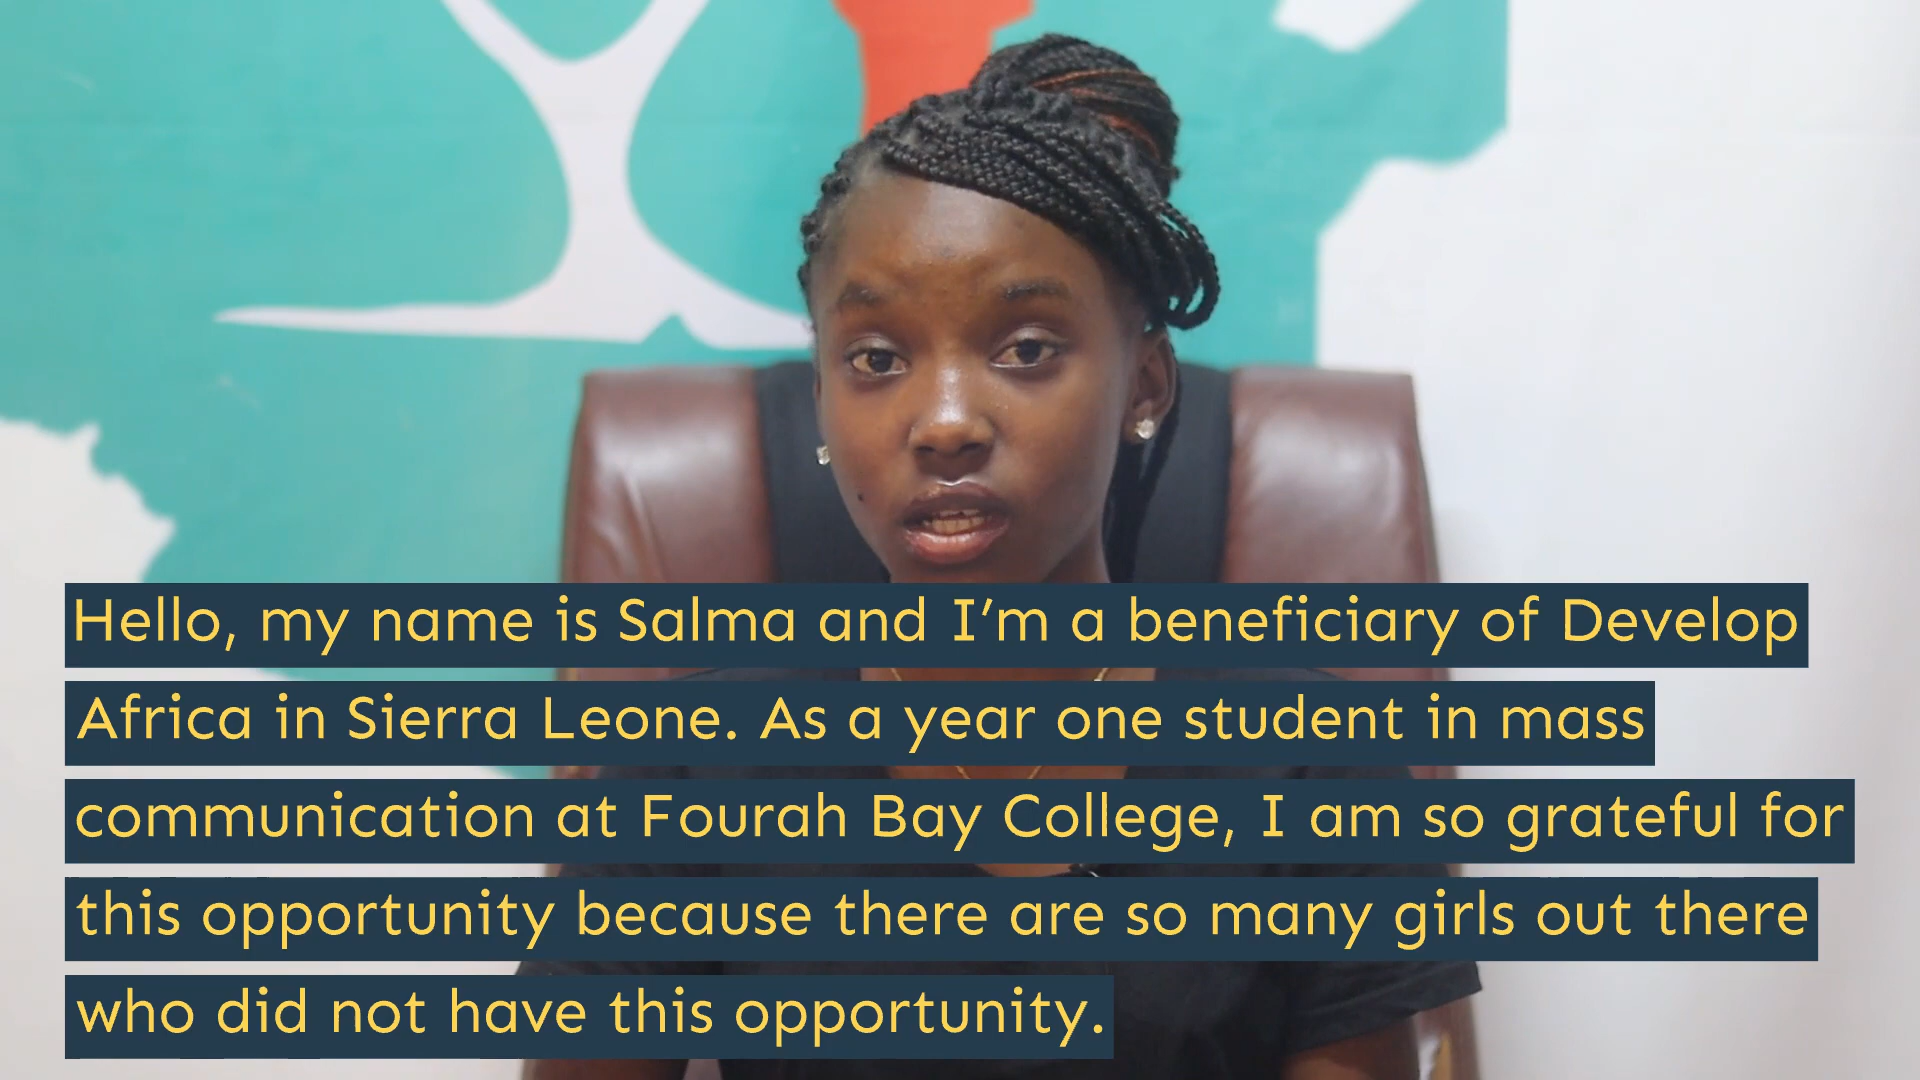 Hello, my name is Salma and I’m a beneficiary of Develop
Africa in Sierra Leone. As a year one student in mass
communication at Fourah Bay College, I am so grateful for
this opportunity because there are so many girls out there
who did not have this opportunity.